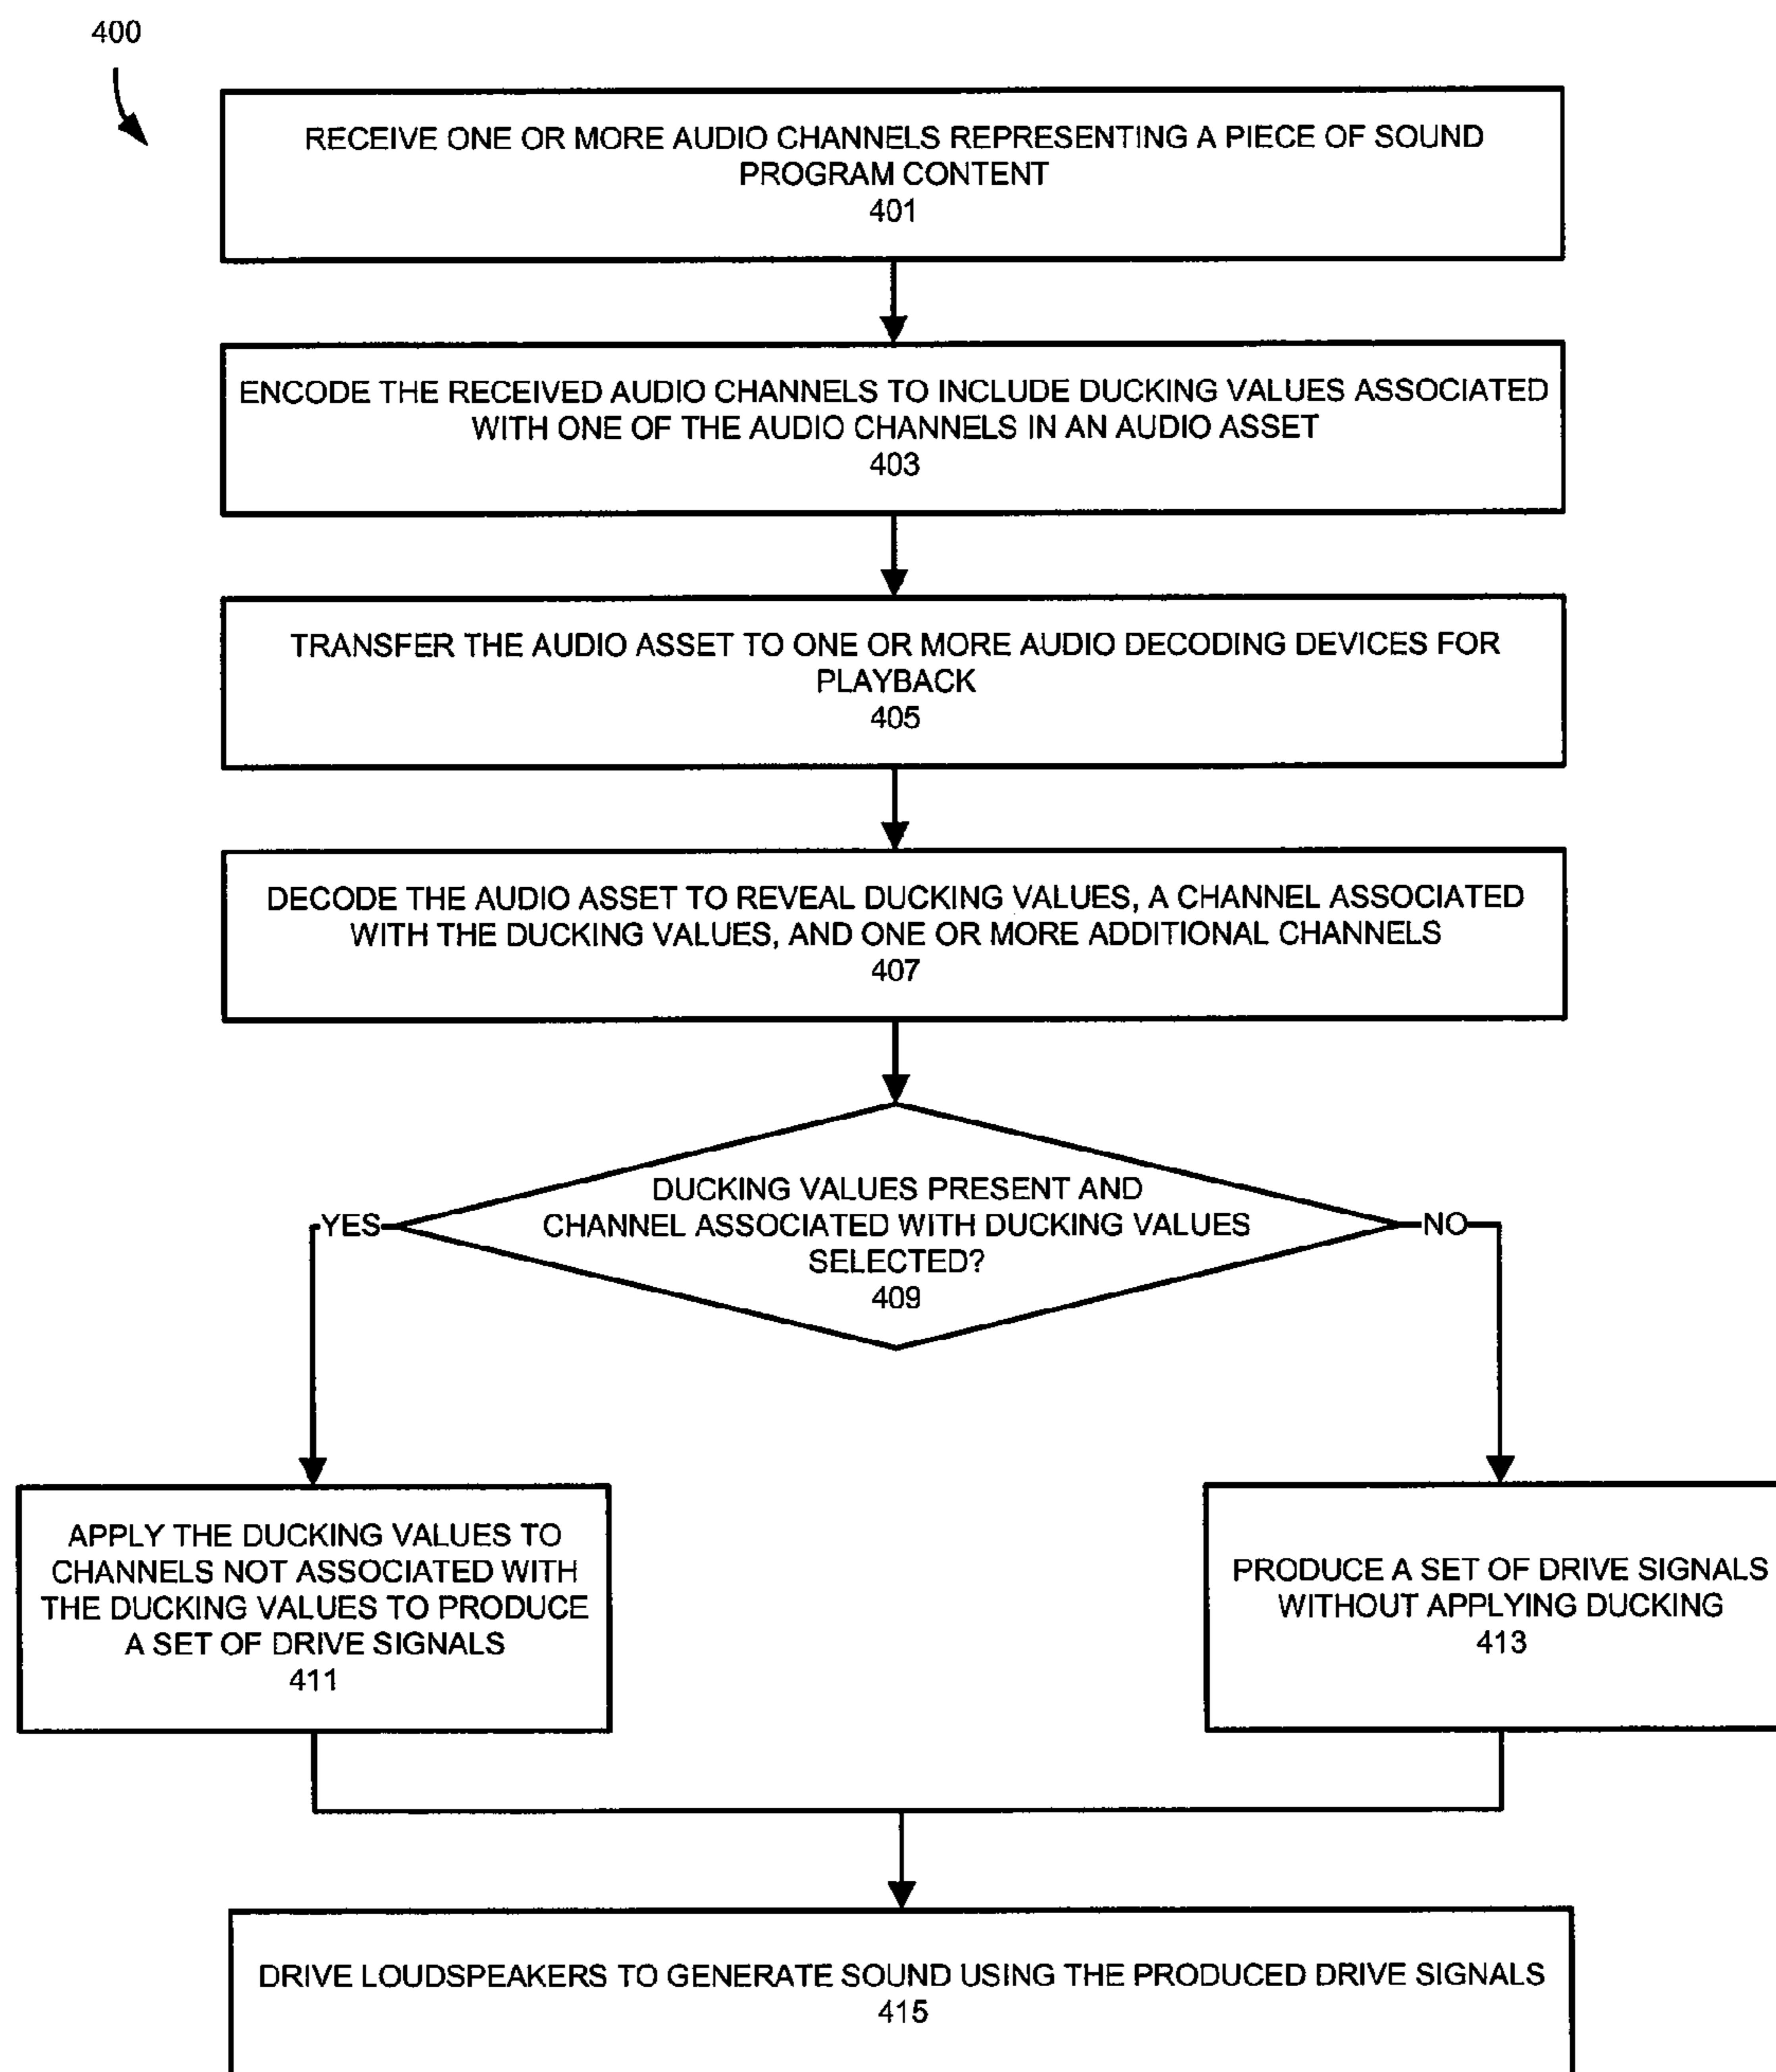 400
RECEIVE ONE OR MORE AUDIO CHANNELS REPRESENTING A PIECE OF SOUND
PROGRAM CONTENT
401
ENCODE THE RECEIVED AUDIO CHANNELS TO INCLUDE DUCKING VALUES ASSOCIATED
WITH ONE OF THE AUDIO CHANNELS IN AN AUDIO ASSET
403
TRANSFER THE AUDIO ASSET TO ONE OR MORE AUDIO DECODING DEVICES FOR
PLAYBACK
405
DECODE THE AUDIO ASSET TO REVEAL DUCKING VALUES, A CHANNEL ASSOCIATED
WITH THE DUCKING VALUES, AND ONE OR MORE ADDITIONAL CHANNELS
407
DUCKING VALUES PRESENT AND
CHANNEL ASSOCIATED WITH DUCKING VALUES
SELECTED?
409
YES
NO
APPLY THE DUCKING VALUES TO
CHANNELS NOT ASSOCIATED WITH
THE DUCKING VALUES TO PRODUCE
A SET OF DRIVE SIGNALS
411
PRODUCE A SET OF DRIVE SIGNALS
WITHOUT APPLYING DUCKING
413
DRIVE LOUDSPEAKERS TO GENERATE SOUND USING THE PRODUCED DRIVE SIGNALS
415